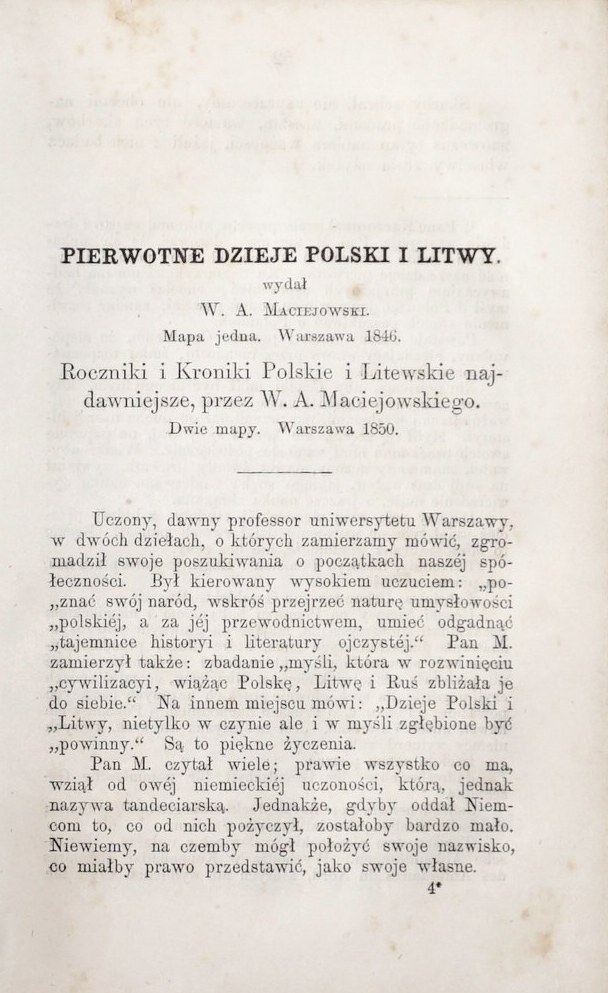 PIERWOTNE DZIEJE POLSKI I LITWY.
wydał
W. A. Maciejowski.
Mapa jedna. Warszawa 1846.
Roczniki i Kroniki Polskie i Litewskie naj-
dawniejsze, przez W. A. Maciejowskiego.
Dwie mapy. Warszawa 1850.
Uczony, dawny professor uniwersytetu Warszawy,
w dwóch dziełach, o których zamierzamy mówić, zgro-
madził swoje poszukiwania o początkach naszéj spó-
łeczności. Był kierowany wysokiem uczuciem: „po-
„znać swój naród, wskróś przejrzeć naturę umysłowości
„polskiéj, a za jéj przewodnictwem, umieć odgadnąć
„tajemnice historyi i literatury ojczystéj.“ Pan M.
zamierzył także: zbadanie „myśli, która w rozwinięciu
„cywilizacyi, wiążąc Polskę, Litwę i Ruś zbliżała je
do siebie.“ Na innem miejscu mówi: „Dzieje Polski i
„Litwy, nietylko w czynie ale i w myśli zgłębione być
„powinny.“ Są to piękne życzenia.
Pan M. czytał wiele; prawie wszystko co ma,
wziął od owéj niemieckiéj uczoności, którą, jednak
nazywa tandeciarską. Jednakże, gdyby oddał Niem-
com to, co od nich pożyczył, zostałoby bardzo mało.
Niewiemy, na czemby mógł położyć swoje nazwisko,
co miałby prawo przedstawić, jako swoje własne.
4*